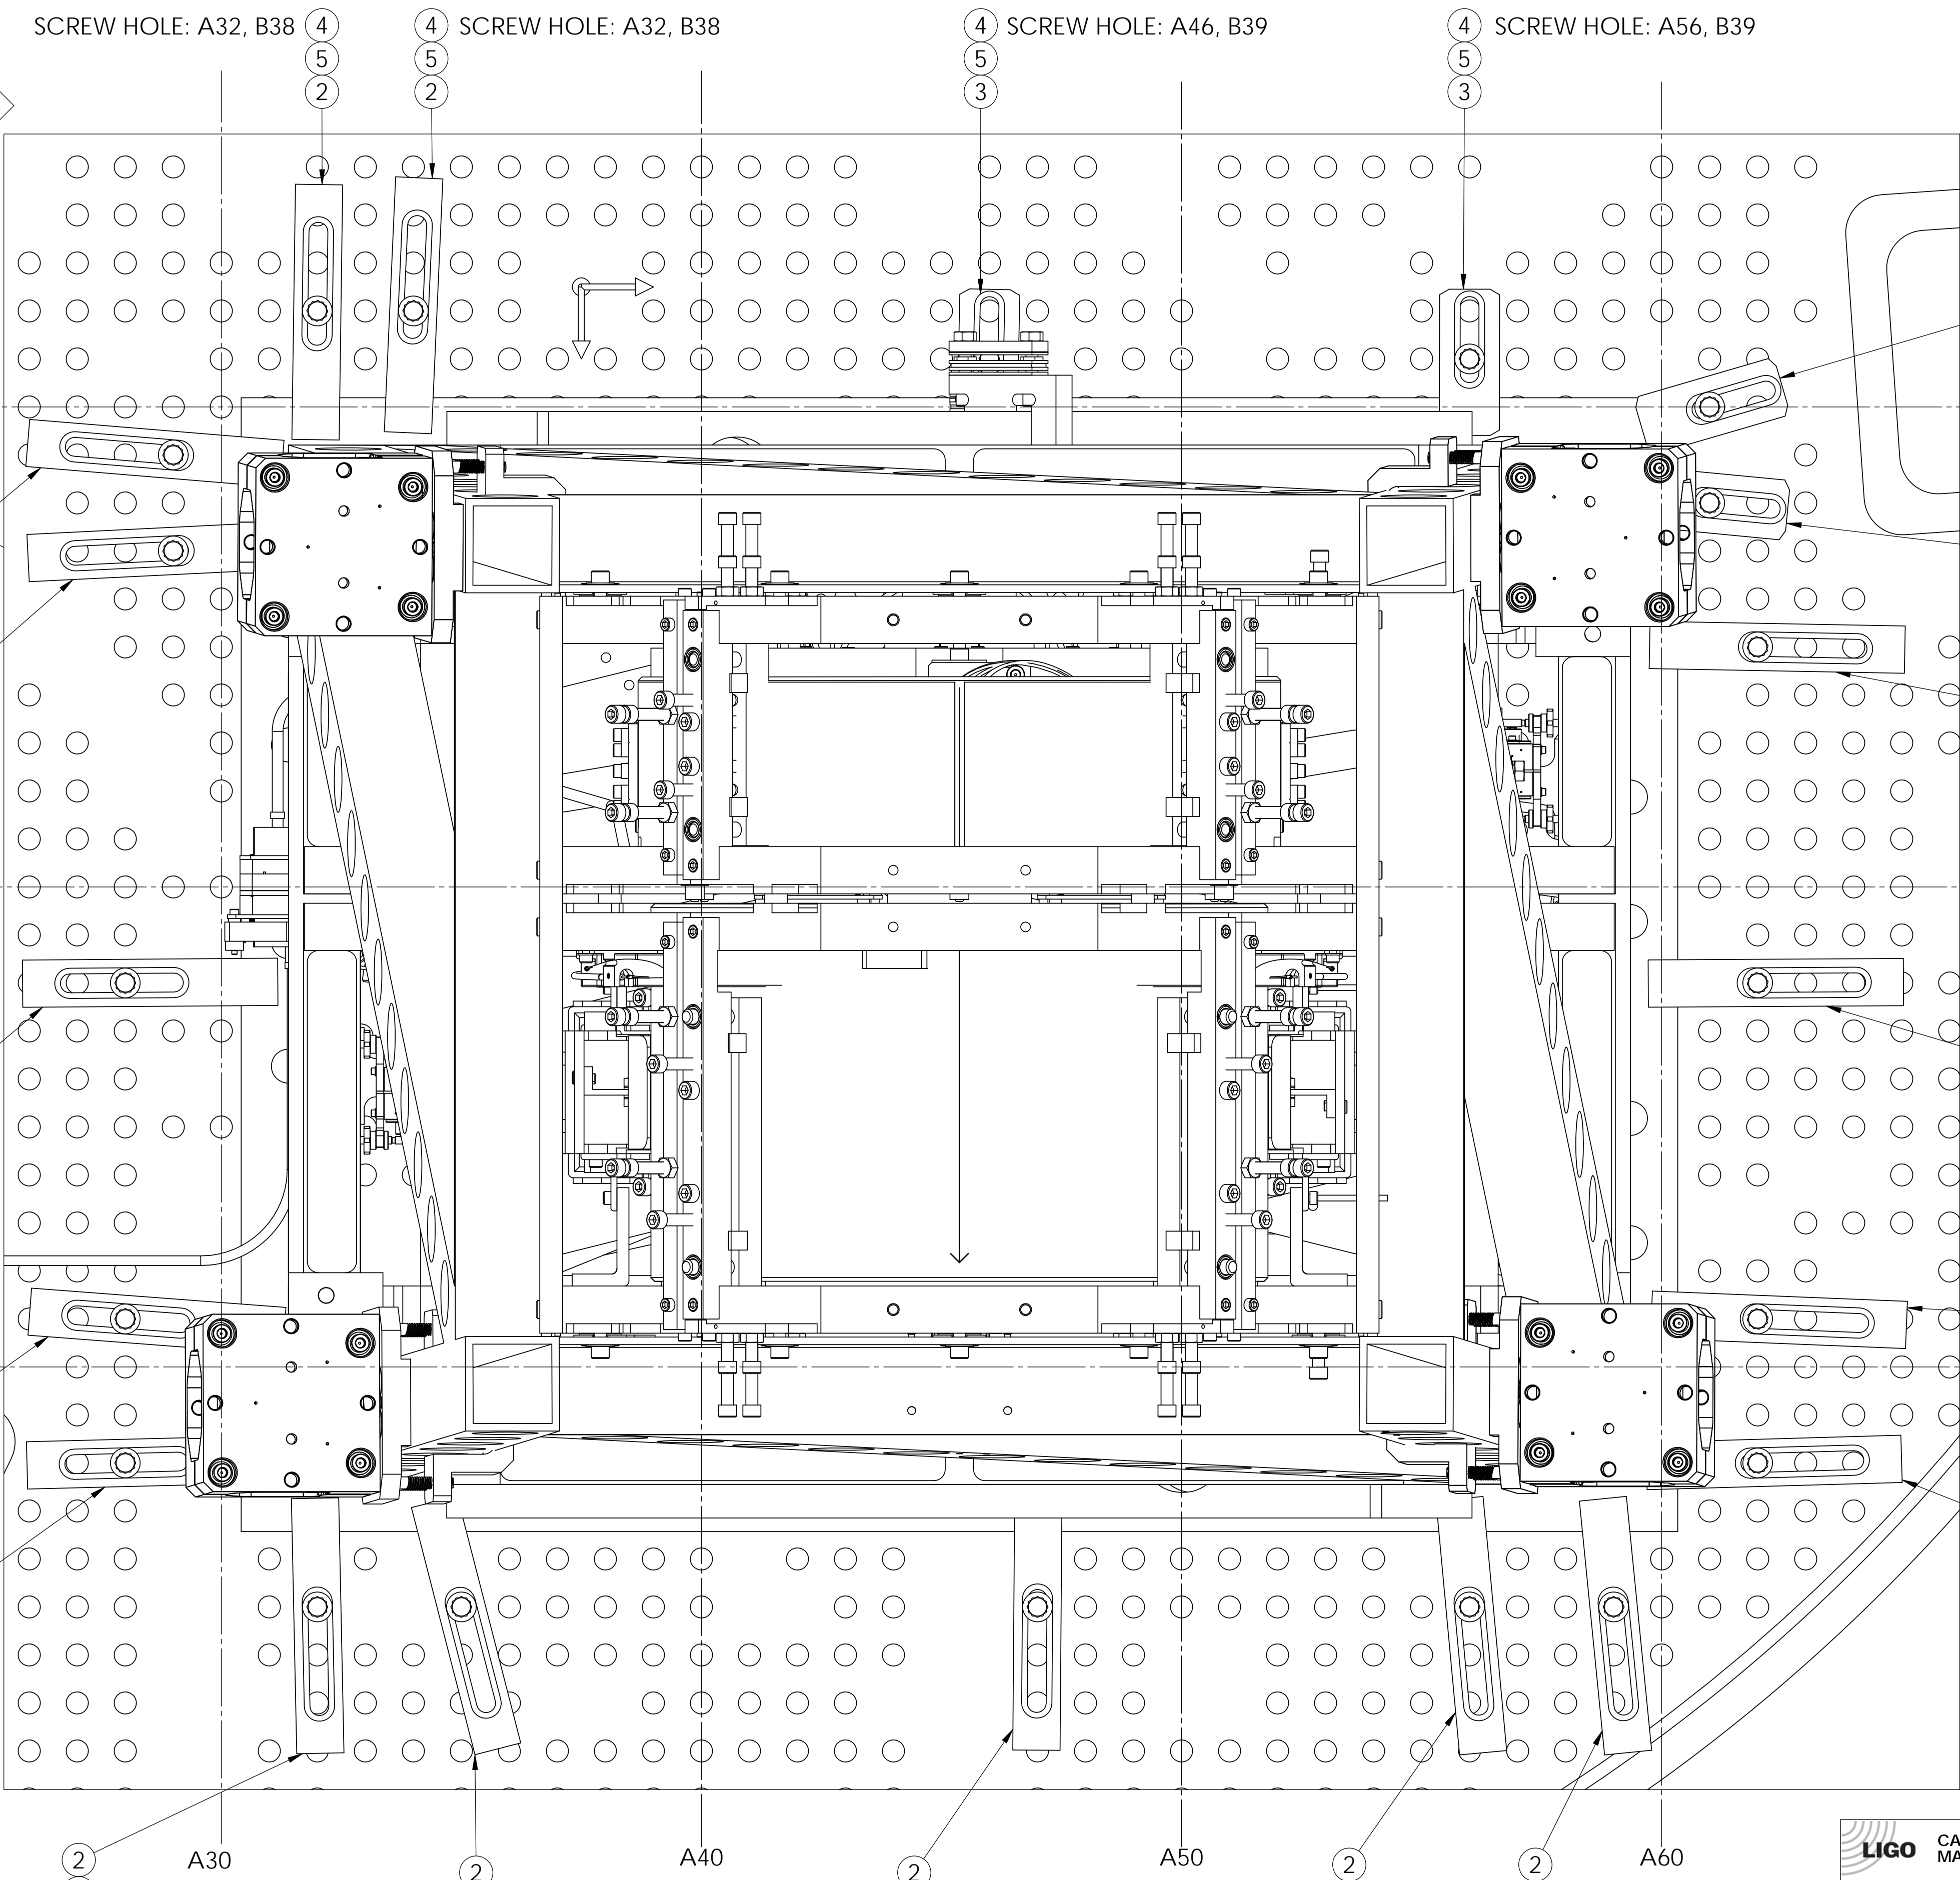 SCREW HOLE: A32, B38 4 4 SCREW HOLE: A32, B38 4 SCREW HOLE: A46, B39 4 SCREW HOLE: A56, B39
5 5 5 5
2 2 3 3
2 2 2 2 2
A30 A40 A50 A60
LIGO CA
MA